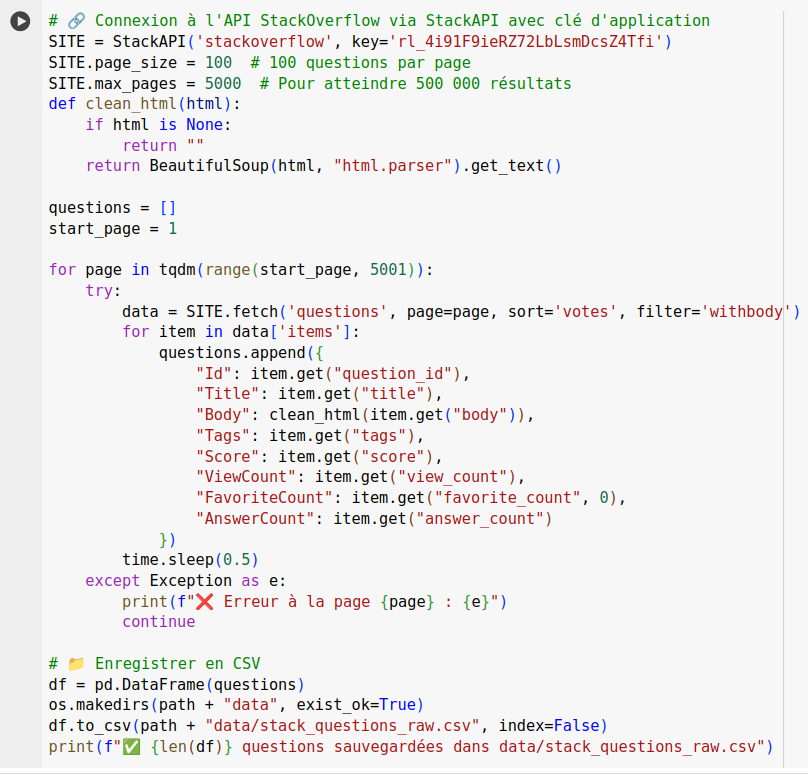 # 🔗 Connexion à l'API StackOverflow via StackAPI avec clé d'application
SITE = StackAPI('stackoverflow', key='rl_4i91F9ieRZ72LbLsmDcsZ4Tfi')
SITE.page_size = 100  # 100 questions par page
SITE.max_pages = 5000  # Pour atteindre 500 000 résultats
def clean_html(html):
    if html is None:
        return ""
    return BeautifulSoup(html, "html.parser").get_text()

questions = []
start_page = 1

for page in tqdm(range(start_page, 5001)):
    try:
        data = SITE.fetch('questions', page=page, sort='votes', filter='withbody')
        for item in data['items']:
            questions.append({
                "Id": item.get("question_id"),
                "Title": item.get("title"),
                "Body": clean_html(item.get("body")),
                "Tags": item.get("tags"),
                "Score": item.get("score"),
                "ViewCount": item.get("view_count"),
                "FavoriteCount": item.get("favorite_count", 0),
                "AnswerCount": item.get("answer_count")
            })
        time.sleep(0.5)
    except Exception as e:
        print(f"❌ Erreur à la page {page} : {e}")
        continue

# 📁 Enregistrer en CSV
df = pd.DataFrame(questions)
os.makedirs(path + "data", exist_ok=True)
df.to_csv(path + "data/stack_questions_raw.csv", index=False)
print(f"✅ {len(df)} questions sauvegardées dans data/stack_questions_raw.csv")